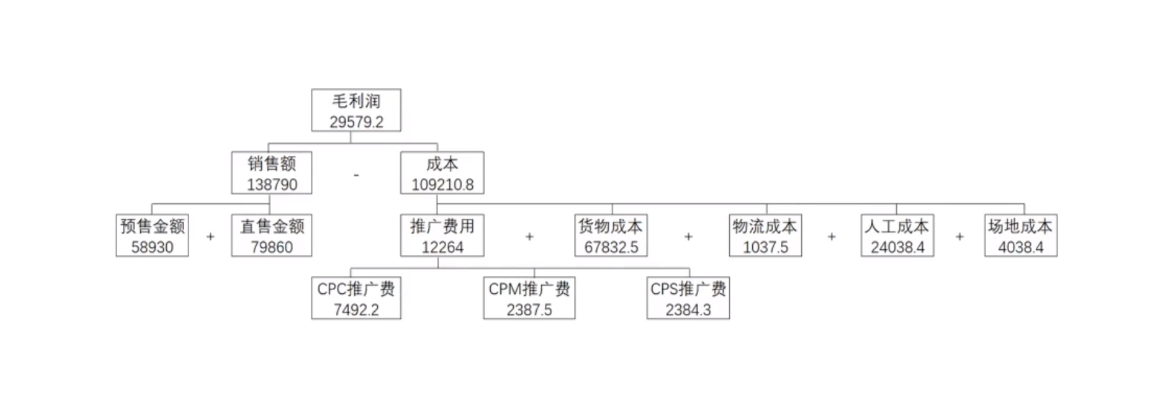 毛利润
29579.2
销售额
138790
-
成本
109210.8
预售金额
58930
+
直售金额
79860
推广费用
12264
+
货物成本
67832.5
+
物流成本
1037.5
+
人工成本
24038.4
+
场地成本
4038.4
CPC推广费
7492.2
CPM推广费
2387.5
CPS推广费
2384.3